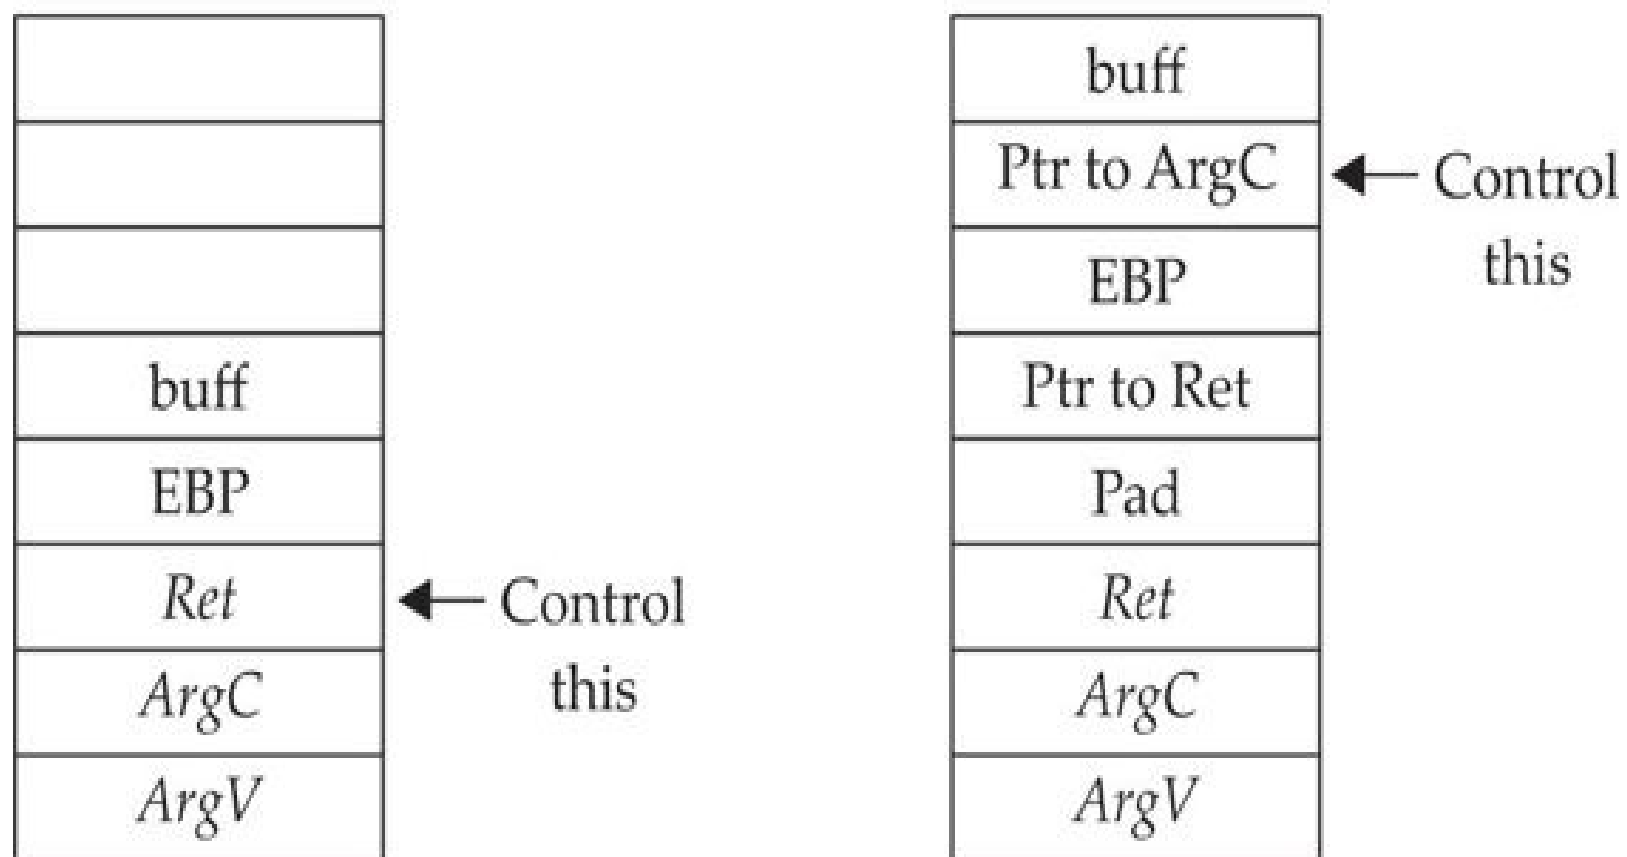 buff
EBP
Ret
ArgC
ArgV
Control
this
buff
Ptr to ArgC
EBP
Ptr to Ret
Pad
Ret
ArgC
ArgV
Control
this